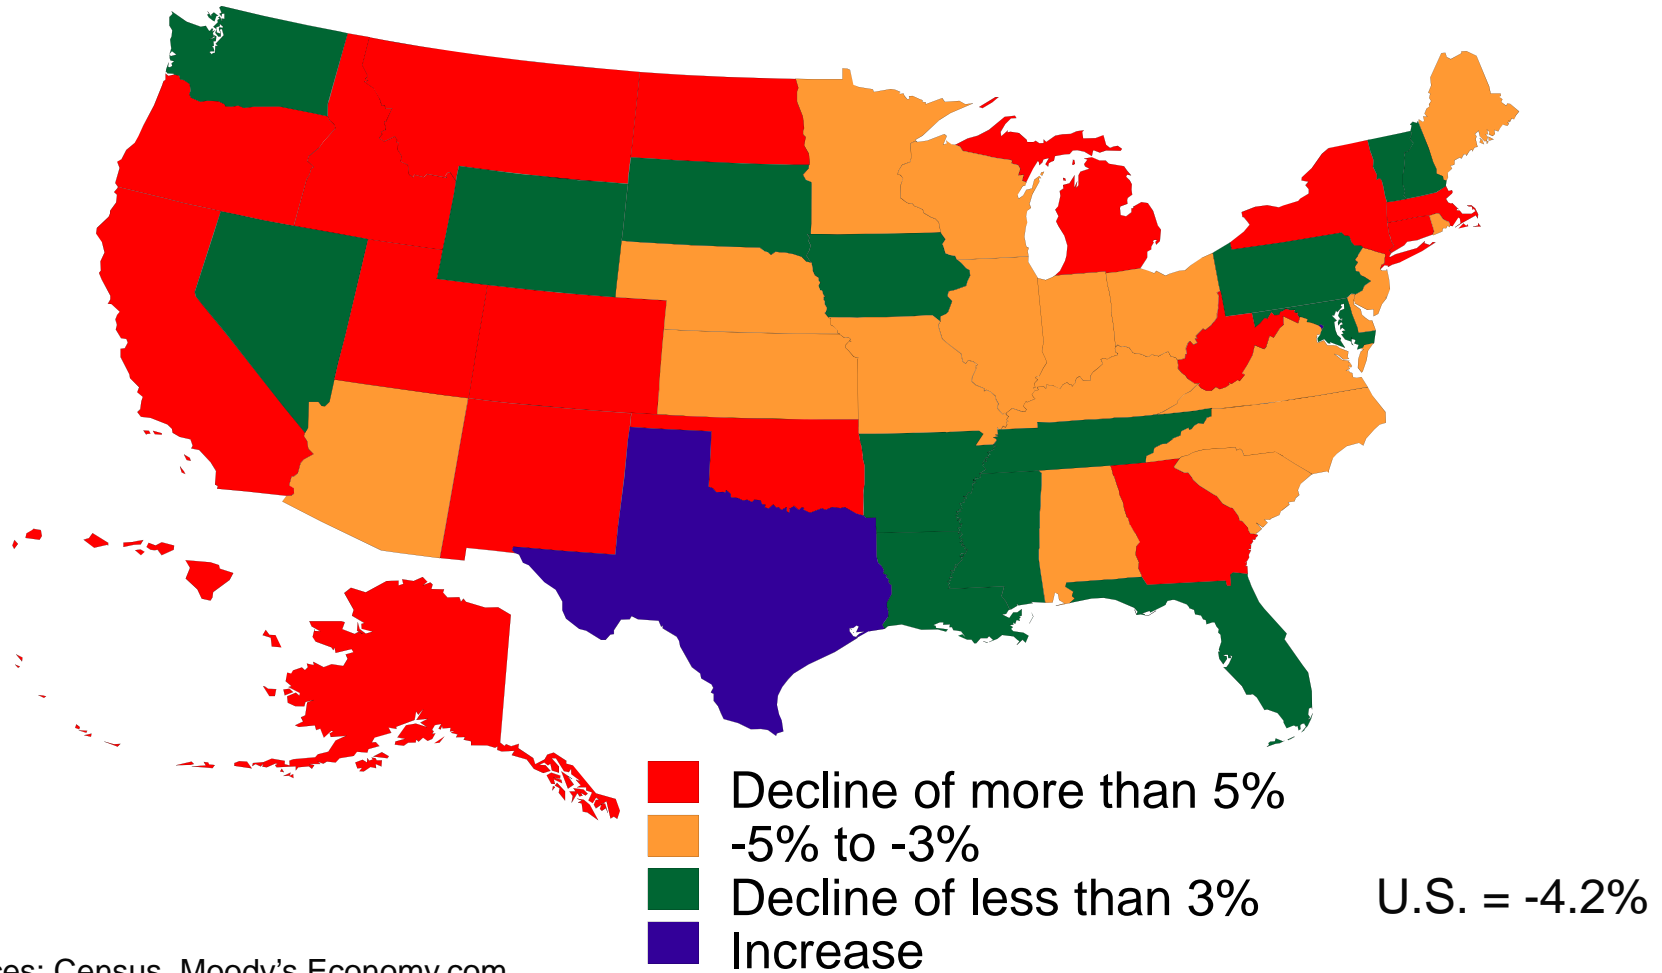 Decline of more than 5%
-5% to -3%
Decline of less than 3%
U.S. = -4.2%
Increase
Census, Moody's Economy.com